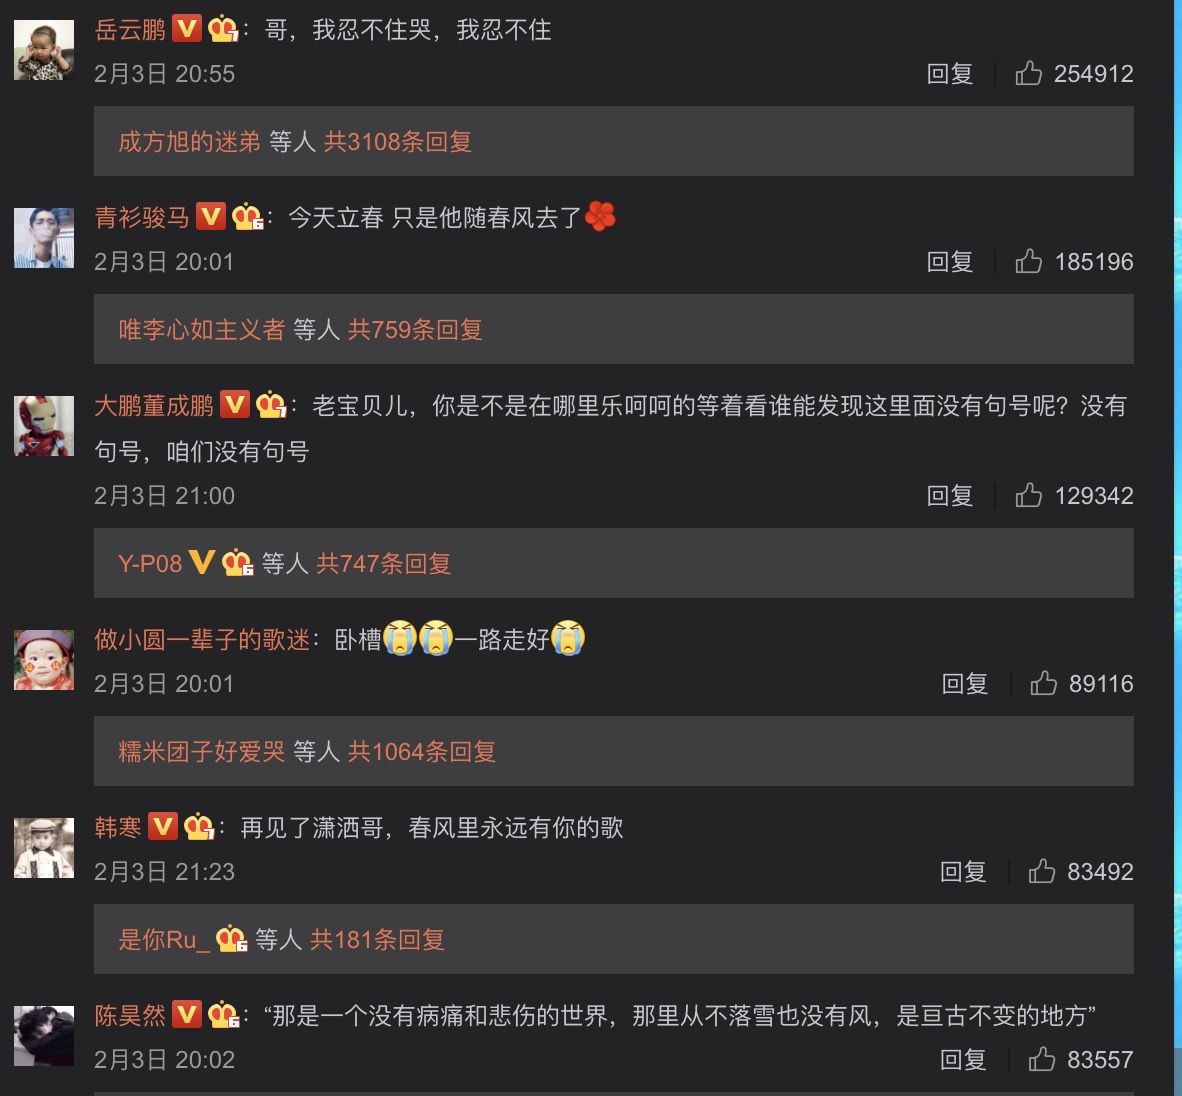 岳云鹏：哥，我忍不住哭，我忍不住
2月3日 20:55 回复 254912
成方旭的迷弟 等人 共3108条回复
青衫骏马：今天立春 只是他随春风去了
2月3日 20:01 回复 185196
唯李心如主义者 等人 共759条回复
大鹏董成鹏：老宝贝儿，你是不是在哪里乐呵呵的等着看谁能发现这里面没有句号呢？没有
句号，咱们没有句号
2月3日 21:00 回复 129342
Y-P08 等人 共747条回复
做小圆一辈子的歌迷：卧槽一路走好
2月3日 20:01 回复 89116
糯米团子好爱哭 等人 共1064条回复
韩寒：再见了潇洒哥，春风里永远有你的歌
2月3日 21:23 回复 83492
是你Ru_ 等人 共181条回复
陈昊然：“那是一个没有病痛和悲伤的世界，那里从不落雪也没有风，是亘古不变的地方”
2月3日 20:02 回复 83557